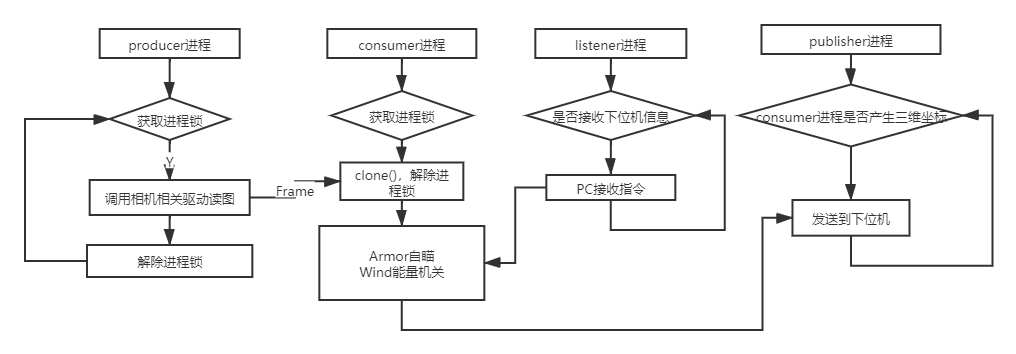 producer进程
获取进程锁
Y
调用相机相关驱动读图
解除进程锁
Frame
consumer进程
获取进程锁
clone()，解除进
程锁
Armor自瞄
Wind能量机关
listener进程
是否接收下位机信息
PC接收指令
publisher进程
consumer进程是否产生三维坐标
发送到下位机